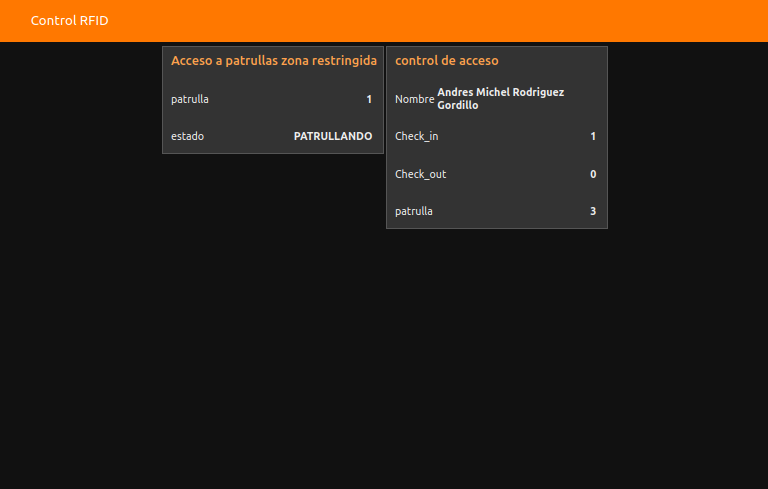 Control RFID
Acceso a patrullas zona restringida
patrulla 1
estado PATRULLANDO
control de acceso
Nombre Andres Michel Rodriguez
Gordillo
Check_in 1
Check_out 0
patrulla 3